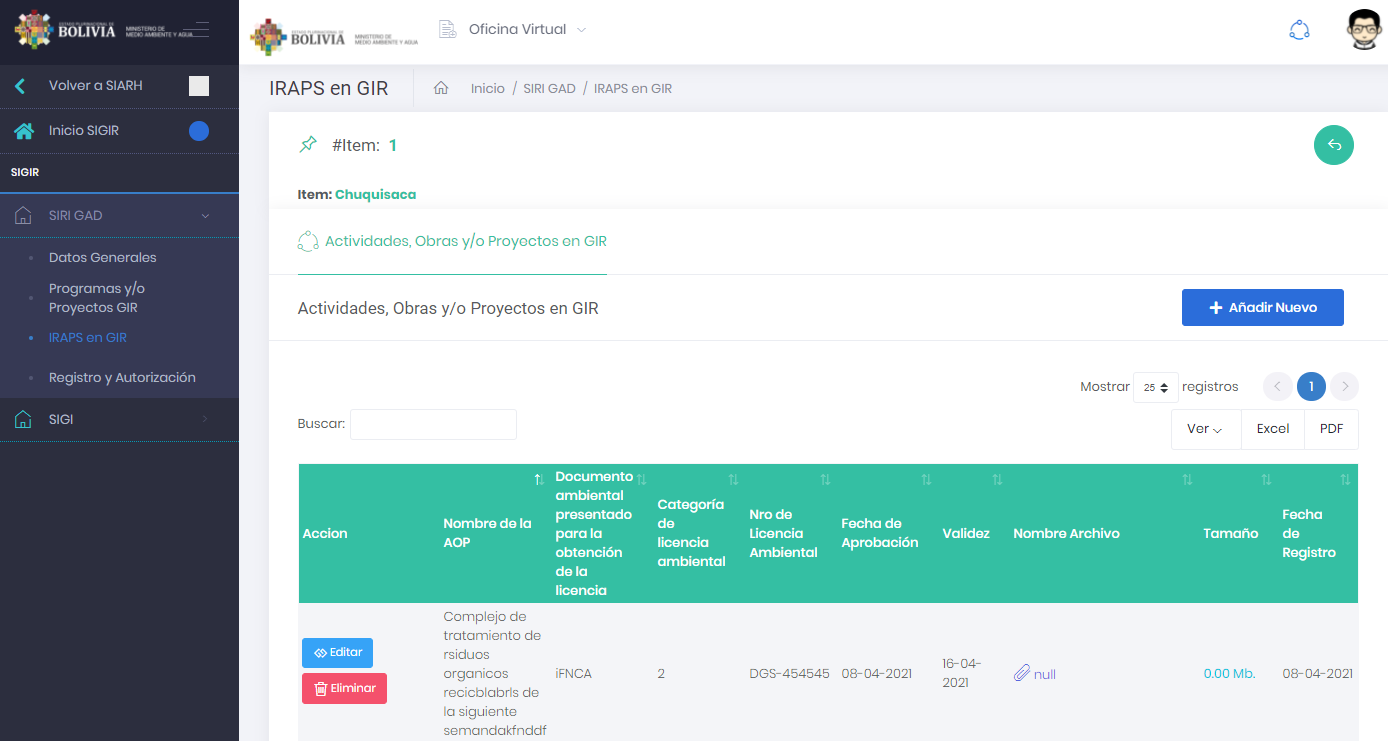 ESTADO PLURINACIONAL DE
BOLIVIA
MINISTERIO DE
MEDIO AMBIENTE Y AGUA
Volver a SIARH
Inicio SIGIR
SIGIR
SIRI GAD
Datos Generales
Programas y/o
Proyectos GIR
IRAPS en GIR
Registro y Autorización
SIGI
ESTADO PLURINACIONAL DE
BOLIVIA
MINISTERIO DE
MEDIO AMBIENTE Y AGUA
Oficina Virtual
IRAPS en GIR
Inicio / SIRI GAD / IRAPS en GIR
#Item: 1
Item: Chuquisaca
Actividades, Obras y/o Proyectos en GIR
Actividades, Obras y/o Proyectos en GIR
+ Añadir Nuevo
Mostrar 25 registros
1
Buscar:
Ver
Excel
PDF
Accion
Nombre de la
AOP
Documento
ambiental
presentado
para la
obtención
de la
licencia
Categoría
de
licencia
ambiental
Nro de
Licencia
Ambiental
Fecha de
Aprobación
Validez
Nombre Archivo
Tamaño
Fecha
de
Registro
Editar
Eliminar
Complejo de
tratamiento de
rsiduos
organicos
recicblabrls de
la siguiente
semandakfnddf
iFNCA
2
DGS-454545
08-04-2021
16-04-
2021
null
0.00 Mb.
08-04-2021